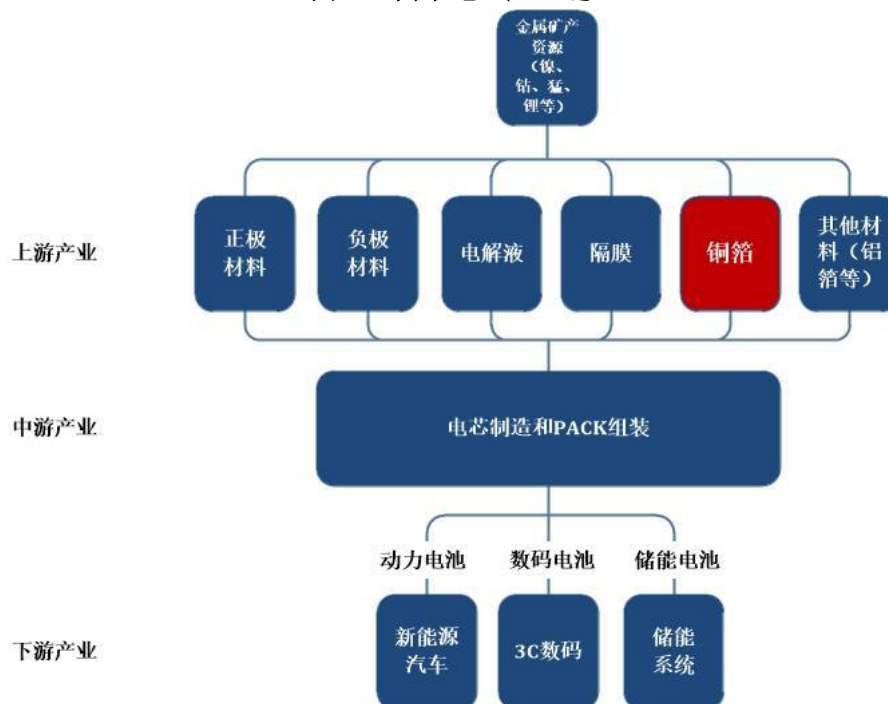 金属矿产
资源
（镍、
钴、猛、
锂等）
上游产业
正极
材料
负极
材料
电解液
隔膜
铜箔
其他材
料（铝
箔等）
中游产业
电芯制造和PACK组装
动力电池
数码电池
储能电池
下游产业
新能源
汽车
3C数码
储能
系统